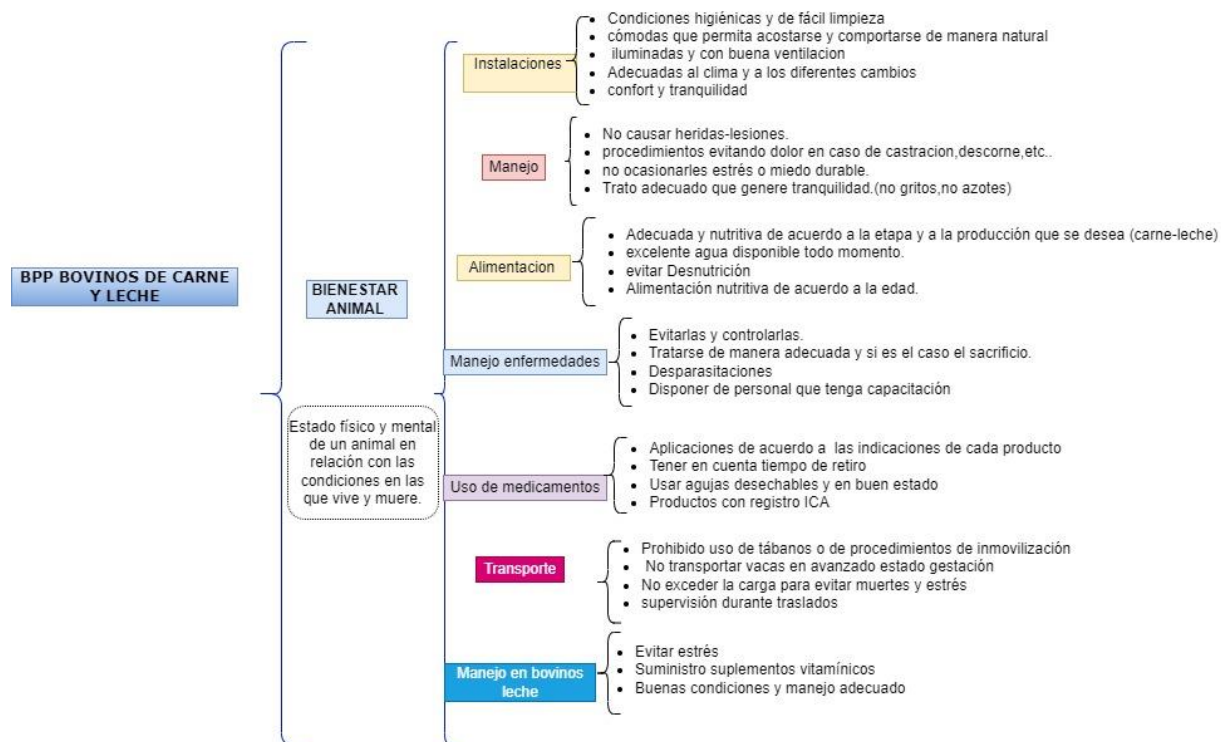 BPP BOVINOS DE CARNE
Y LECHE
BIENESTAR
ANIMAL
Estado físico y mental
de un animal en
relación con las
condiciones en las
que vive y muere.
Instalaciones
Condiciones higiénicas y de fácil limpieza
cómodas que permita acostarse y comportarse de manera natural
iluminadas y con buena ventilacion
Adecuadas al clima y a los diferentes cambios
confort y tranquilidad
Manejo
No causar heridas-lesiones.
procedimientos evitando dolor en caso de castracion,descorne,etc..
no ocasionarles estrés o miedo durable.
Trato adecuado que genere tranquilidad.(no gritos,no azotes)
Alimentacion
Adecuada y nutritiva de acuerdo a la etapa y a la producción que se desea (carne-leche)
excelente agua disponible todo momento.
evitar Desnutrición
Alimentación nutritiva de acuerdo a la edad.
Manejo enfermedades
Evitarlas y controlarlas.
Tratarse de manera adecuada y si es el caso el sacrificio.
Desparasitaciones
Disponer de personal que tenga capacitación
Uso de medicamentos
Aplicaciones de acuerdo a las indicaciones de cada producto
Tener en cuenta tiempo de retiro
Usar agujas desechables y en buen estado
Productos con registro ICA
Transporte
Prohibido uso de tábanos o de procedimientos de inmovilización
No transportar vacas en avanzado estado gestación
No exceder la carga para evitar muertes y estrés
supervisión durante traslados
Manejo en bovinos
leche
Evitar estrés
Suministro suplementos vitamínicos
Buenas condiciones y manejo adecuado